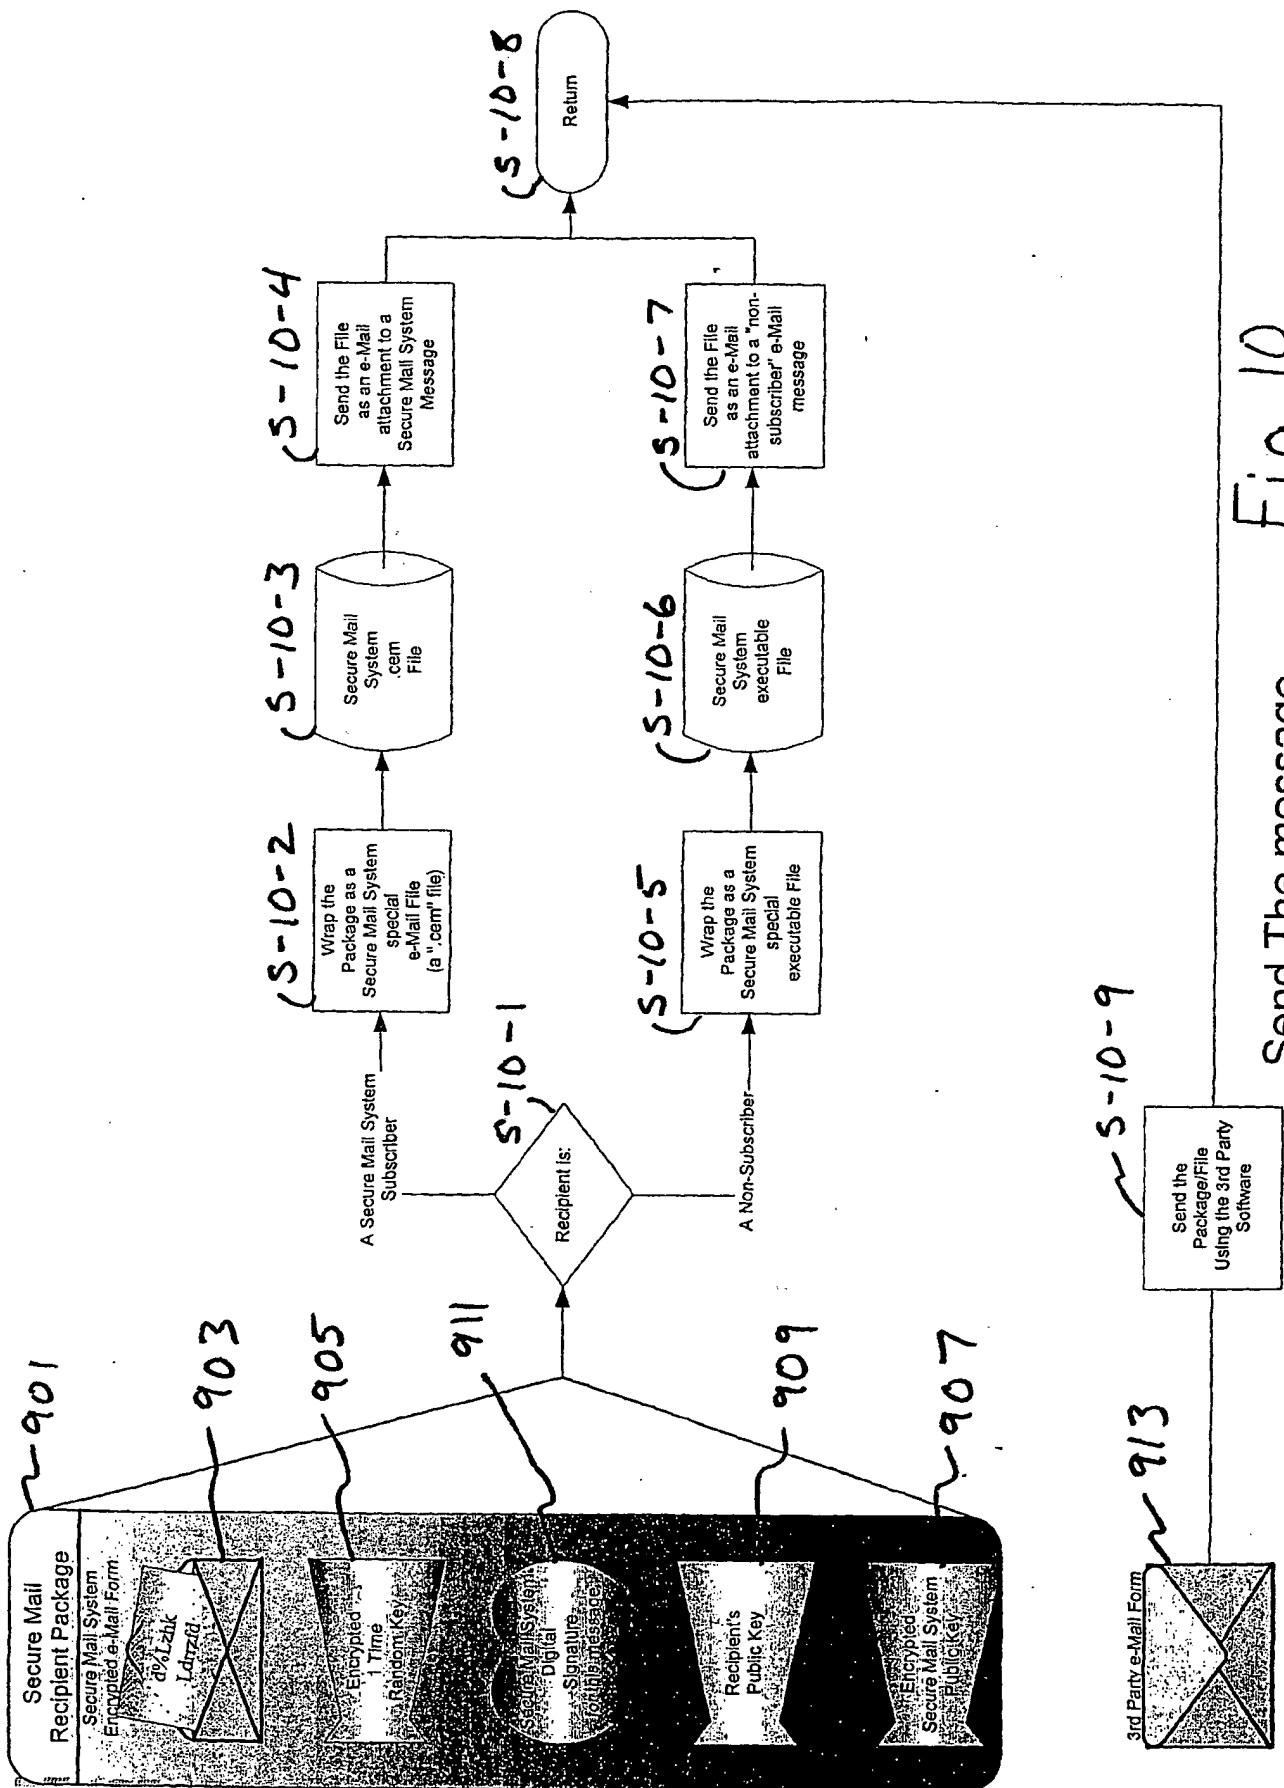 901
Secure Mail
Recipient Package
Secure Mail System
Encrypted e-Mail Form
a%Lzhk
Ldrrzfd
903
Encrypted
1 Time
Random Key
905
Secure Mail System
Digital
Signature
for this message
911
Recipient's
Public Key
909
Encrypted
Secure Mail System
Public Key
907
S-10-1
Recipient is:
A Secure Mail System
Subscriber
A Non-Subscriber
S-10-2
Wrap the
Package as a
Secure Mail System
special
e-Mail File
(a ".cem" file)
S-10-3
Secure Mail
System
.cem
File
S-10-4
Send the File
as an e-Mail
attachment to a
Secure Mail System
Message
S-10-5
Wrap the
Package as a
Secure Mail System
special
executable File
S-10-6
Secure Mail
System
executable
File
S-10-7
Send the File
as an e-Mail
attachment to a "non-
subscriber" e-Mail
message
S-10-8
Return
913
3rd Party e-Mail Form
S-10-9
Send the
Package/File
Using the 3rd Party
Software
Send The message
Fig 10